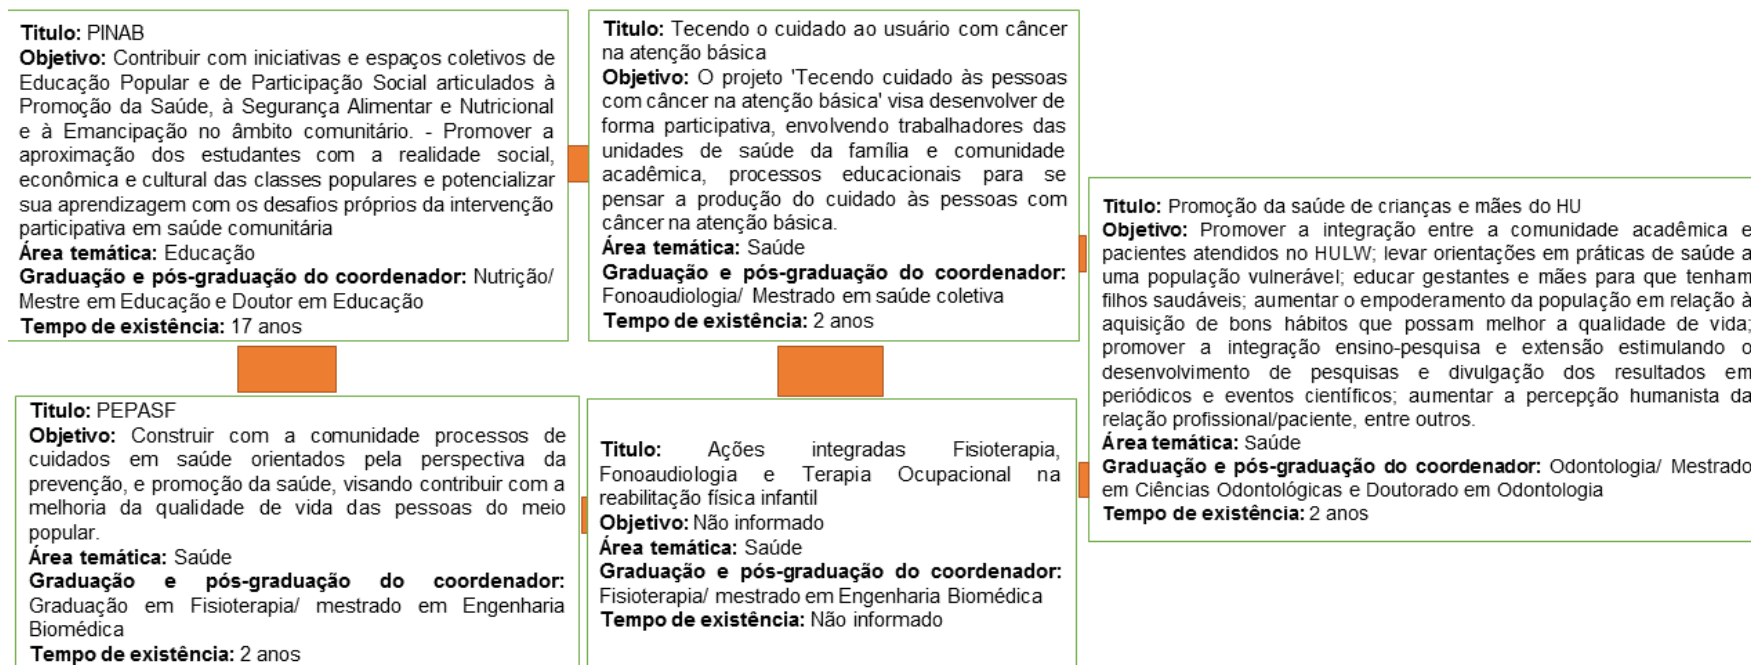 Titulo: PINAB
Objetivo: Contribuir com iniciativas e espaços coletivos de
Educação Popular e de Participação Social articulados à
Promoção da Saúde, à Segurança Alimentar e Nutricional
e à Emancipação no âmbito comunitário. - Promover a
aproximação dos estudantes com a realidade social,
econômica e cultural das classes populares e potencializar
sua aprendizagem com os desafios próprios da intervenção
participativa em saúde comunitária
Área temática: Educação
Graduação e pós-graduação do coordenador: Nutrição/
Mestre em Educação e Doutor em Educação
Tempo de existência: 17 anos
Titulo: Tecendo o cuidado ao usuário com câncer
na atenção básica
Objetivo: O projeto 'Tecendo cuidado às pessoas
com câncer na atenção básica' visa desenvolver de
forma participativa, envolvendo trabalhadores das
unidades de saúde da família e comunidade
acadêmica, processos educacionais para se
pensar a produção do cuidado às pessoas com
câncer na atenção básica.
Área temática: Saúde
Graduação e pós-graduação do coordenador:
Fonoaudiologia/ Mestrado em saúde coletiva
Tempo de existência: 2 anos
Titulo: Promoção da saúde de crianças e mães do HU
Objetivo: Promover a integração entre a comunidade acadêmica e
pacientes atendidos no HULW; levar orientações em práticas de saúde a
uma população vulnerável; educar gestantes e mães para que tenham
filhos saudáveis; aumentar o empoderamento da população em relação à
aquisição de bons hábitos que possam melhor a qualidade de vida;
promover a integração ensino-pesquisa e extensão estimulando o
desenvolvimento de pesquisas e divulgação dos resultados em
periódicos e eventos científicos; aumentar a percepção humanista da
relação profissional/paciente, entre outros.
Área temática: Saúde
Graduação e pós-graduação do coordenador: Odontologia/ Mestrado
em Ciências Odontológicas e Doutorado em Odontologia
Tempo de existência: 2 anos
Titulo: PEPASF
Objetivo: Construir com a comunidade processos de
cuidados em saúde orientados pela perspectiva da
prevenção, e promoção da saúde, visando contribuir com a
melhoria da qualidade de vida das pessoas do meio
popular.
Área temática: Saúde
Graduação e pós-graduação do coordenador:
Graduação em Fisioterapia/ mestrado em Engenharia
Biomédica
Tempo de existência: 2 anos
Titulo: Ações integradas Fisioterapia,
Fonoaudiologia e Terapia Ocupacional na
reabilitação física infantil
Objetivo: Não informado
Área temática: Saúde
Graduação e pós-graduação do coordenador:
Fisioterapia/ mestrado em Engenharia Biomédica
Tempo de existência: Não informado